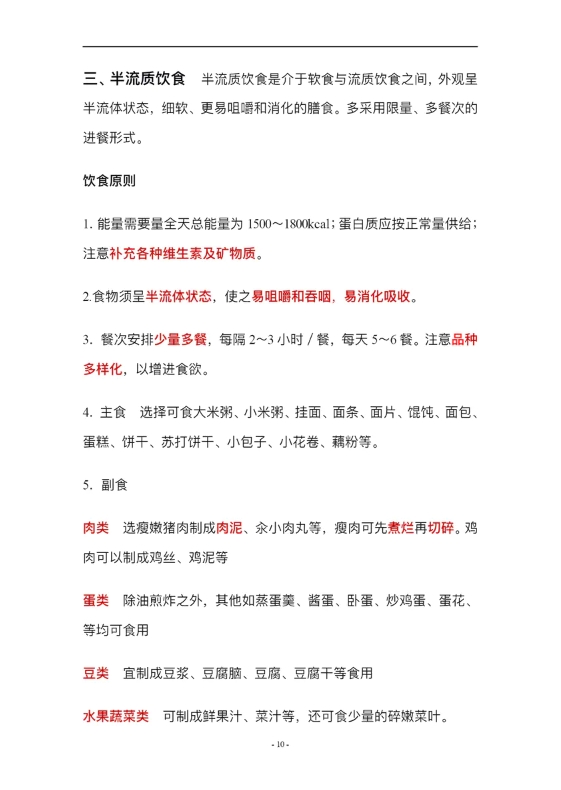 三、半流质饮食　半流质饮食是介于软食与流质饮食之间，外观呈
半流体状态，细软、更易咀嚼和消化的膳食。多采用限量、多餐次的
进餐形式。
饮食原则
1. 能量需要量全天总能量为 1500～1800kcal；蛋白质应按正常量供给；
注意补充各种维生素及矿物质。
2.食物须呈半流体状态，使之易咀嚼和吞咽，易消化吸收。
3．餐次安排少量多餐，每隔 2～3 小时／餐，每天 5～6 餐。注意品种
多样化，以增进食欲。
4．主食　选择可食大米粥、小米粥、挂面、面条、面片、馄饨、面包、
蛋糕、饼干、苏打饼干、小包子、小花卷、藕粉等。
5．副食
肉类　选瘦嫩猪肉制成肉泥、汆小肉丸等，瘦肉可先煮烂再切碎。鸡
肉可以制成鸡丝、鸡泥等
蛋类　除油煎炸之外，其他如蒸蛋羹、酱蛋、卧蛋、炒鸡蛋、蛋花、
等均可食用
豆类　宜制成豆浆、豆腐脑、豆腐、豆腐干等食用
水果蔬菜类　可制成鲜果汁、菜汁等，还可食少量的碎嫩菜叶。
- 10 -